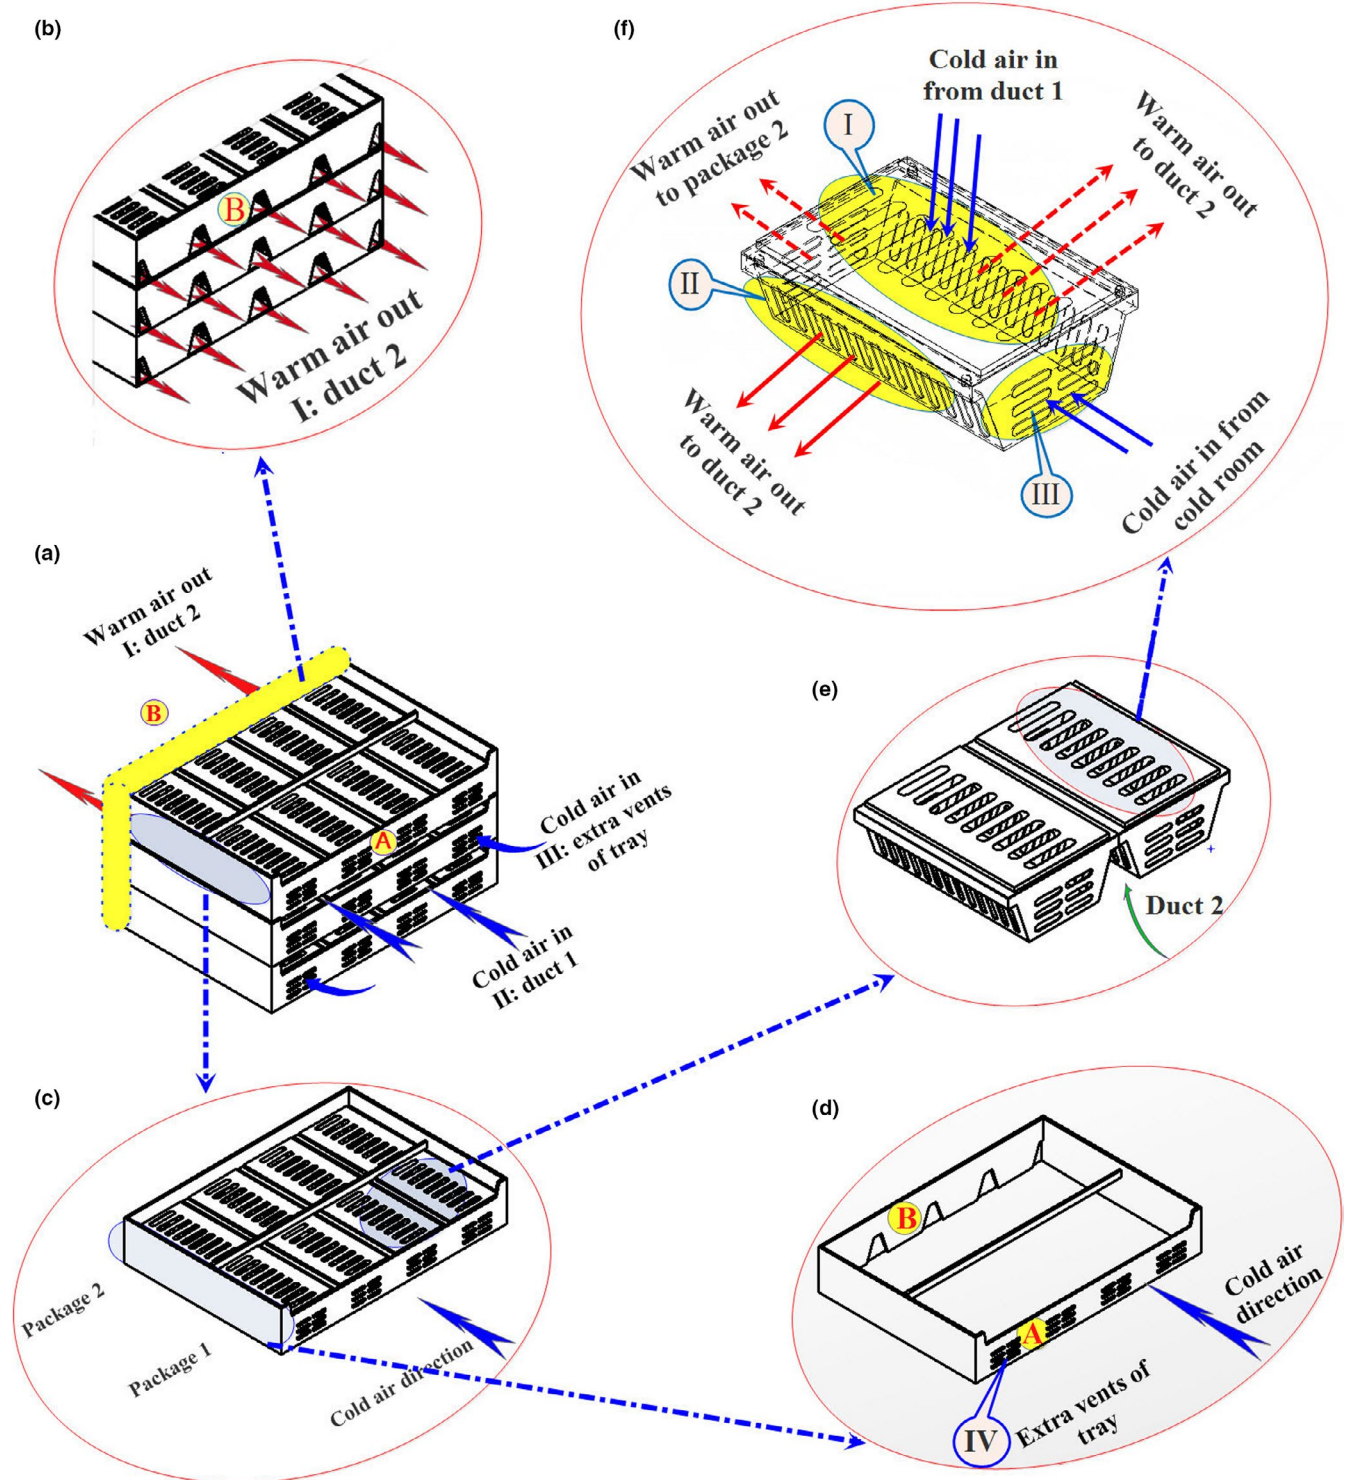 (b)
B
Warm air out
I: duct 2
(f)
Cold air in
from duct 1
I
Warm air out
to package 2
Warm air out
to duct 2
II
Warm air out
to duct 2
III
Cold air in from
cold room
(a)
Warm air out
I: duct 2
B
A
Cold air in
III: extra vents
of tray
Cold air in
II: duct 1
(e)
Duct 2
(c)
Package 2
Package 1
Cold air direction
(d)
B
A
Cold air
direction
IV
Extra vents of
tray